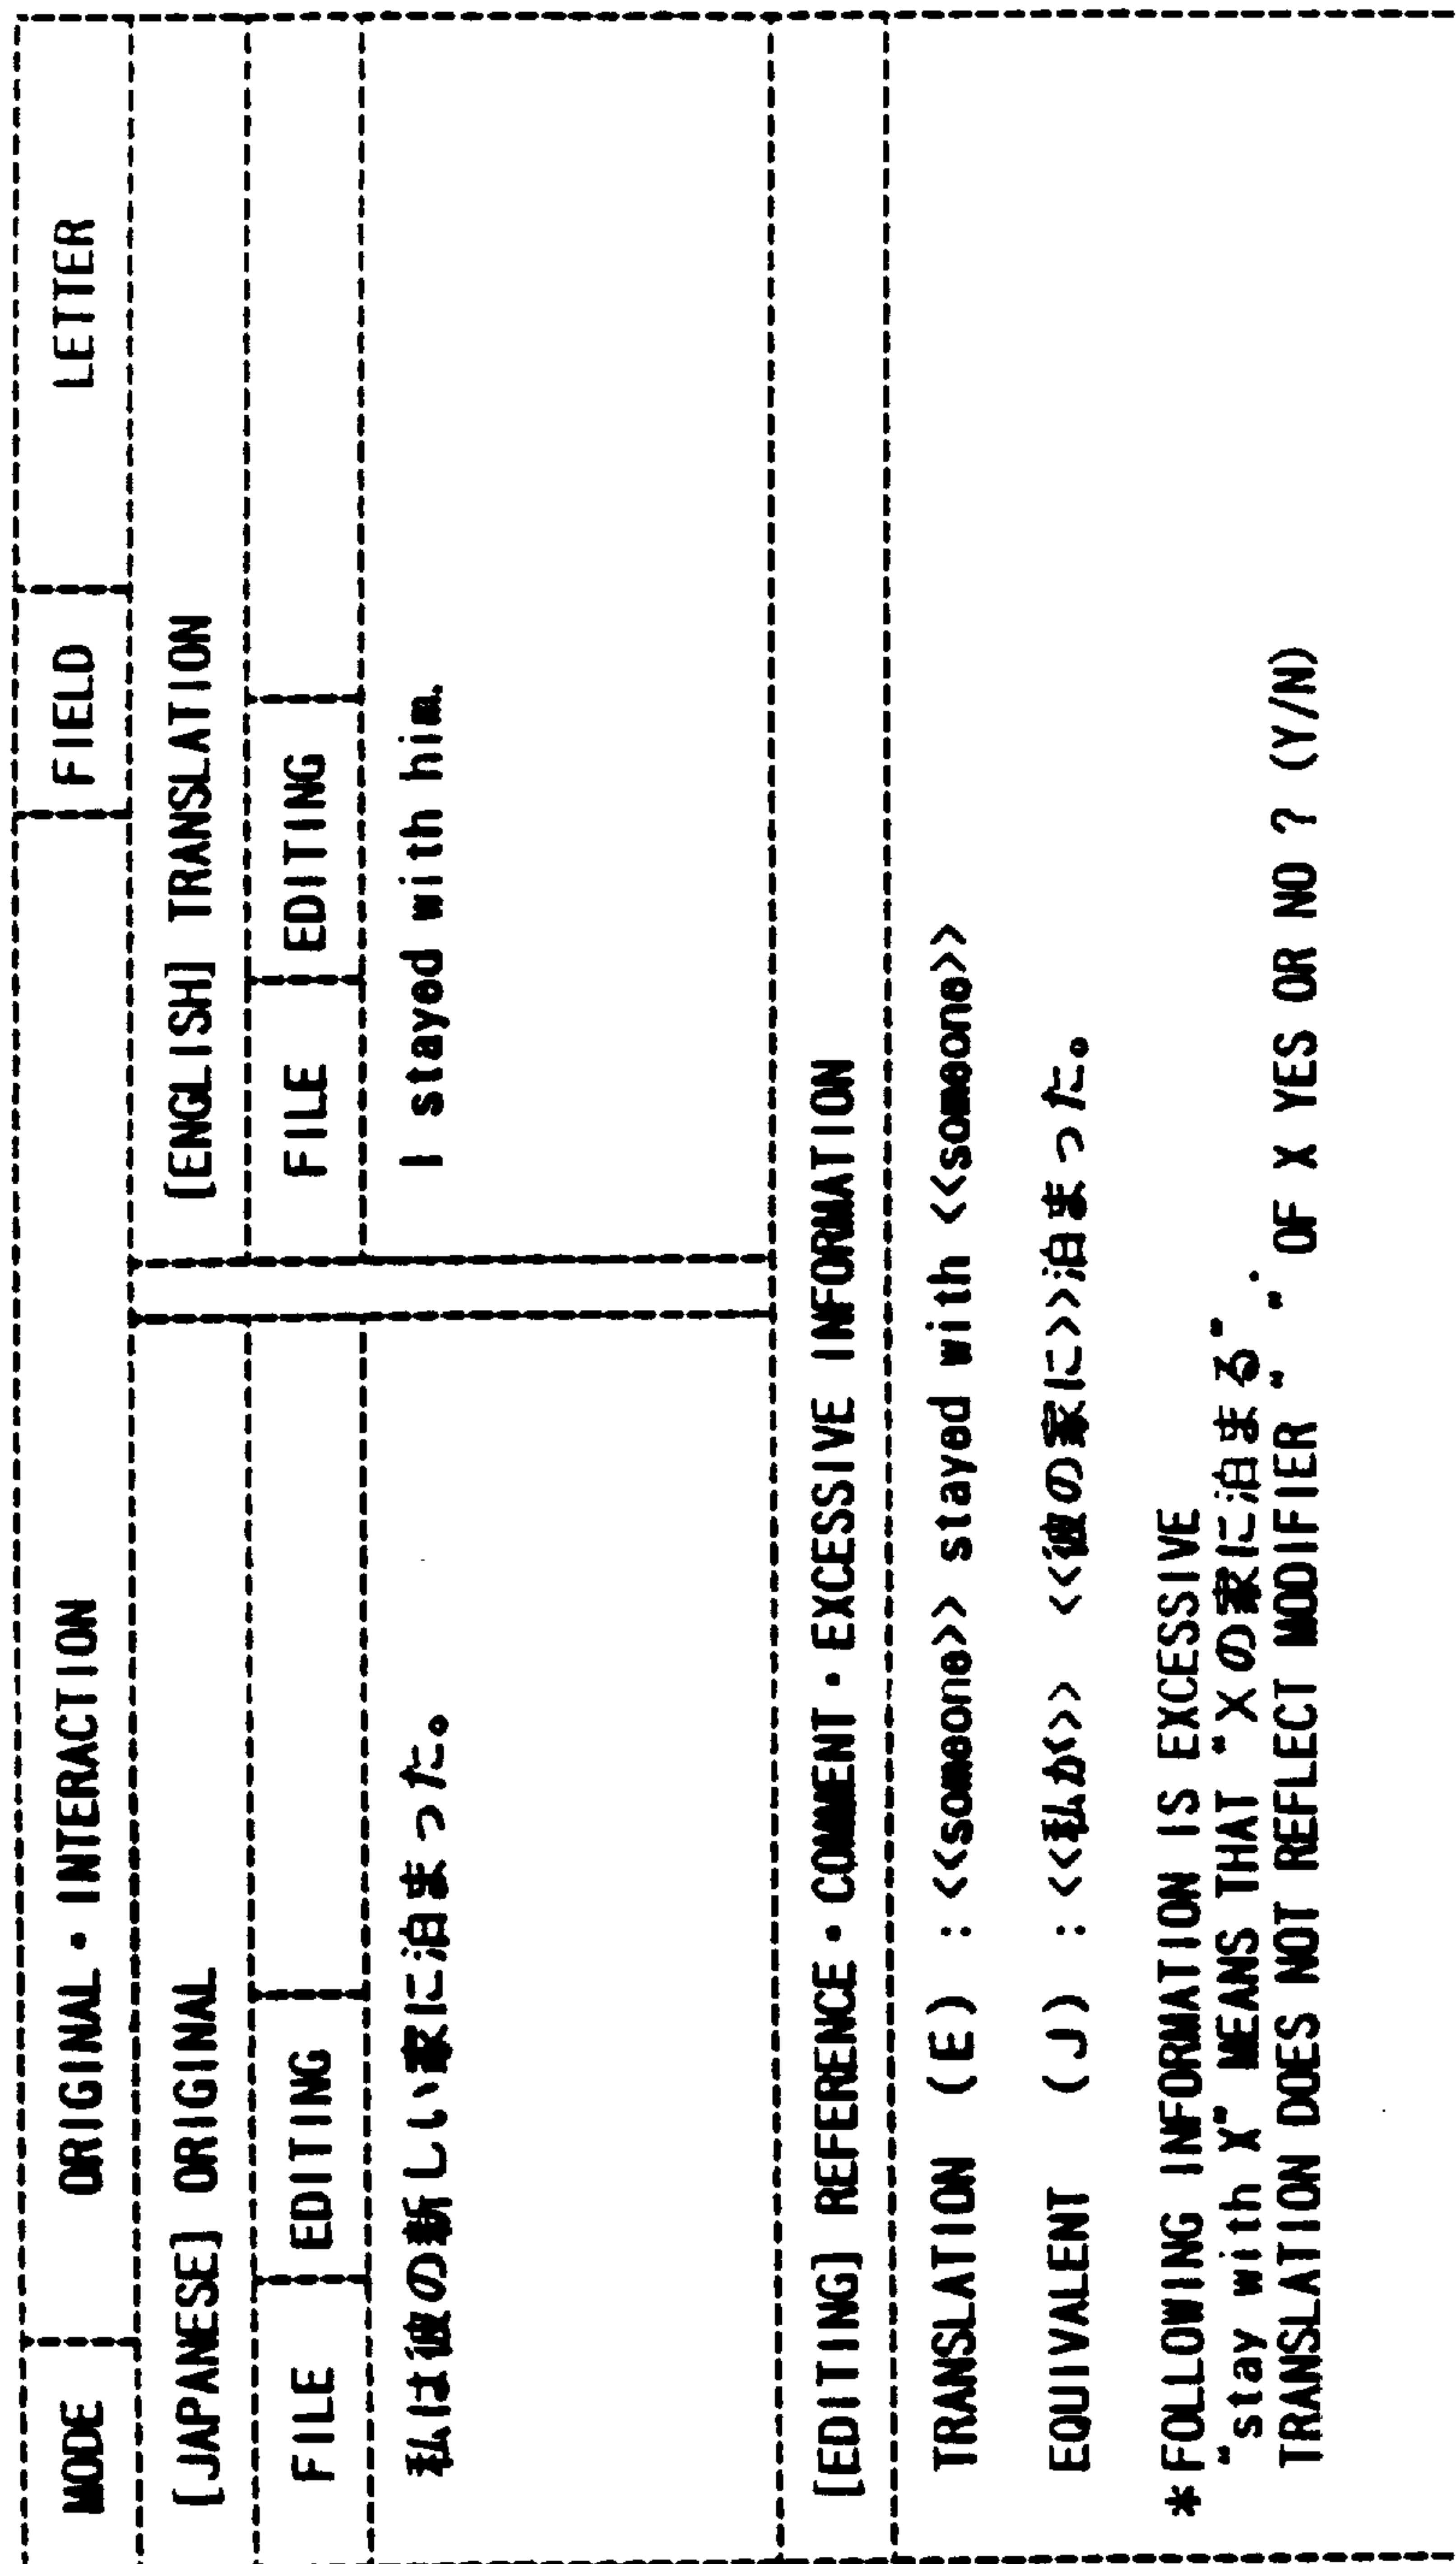 MODE ORIGINAL・INTERACTION FIELD LETTER
[JAPANESE] ORIGINAL [ENGLISH] TRANSLATION
FILE EDITING FILE EDITING
私は彼の新しい家に泊まった。 I stayed with him.
[EDITING] REFERENCE・COMMENT・EXCESSIVE INFORMATION
TRANSLATION (E) : <<someone>> stayed with <<someone>>
EQUIVALENT (J) : <<私が>> <<彼の家に>>泊まった。
*FOLLOWING INFORMATION IS EXCESSIVE
"stay with X" MEANS THAT "Xの家に泊まる".
TRANSLATION DOES NOT REFLECT MODIFIER " " OF X YES OR NO ? (Y/N)